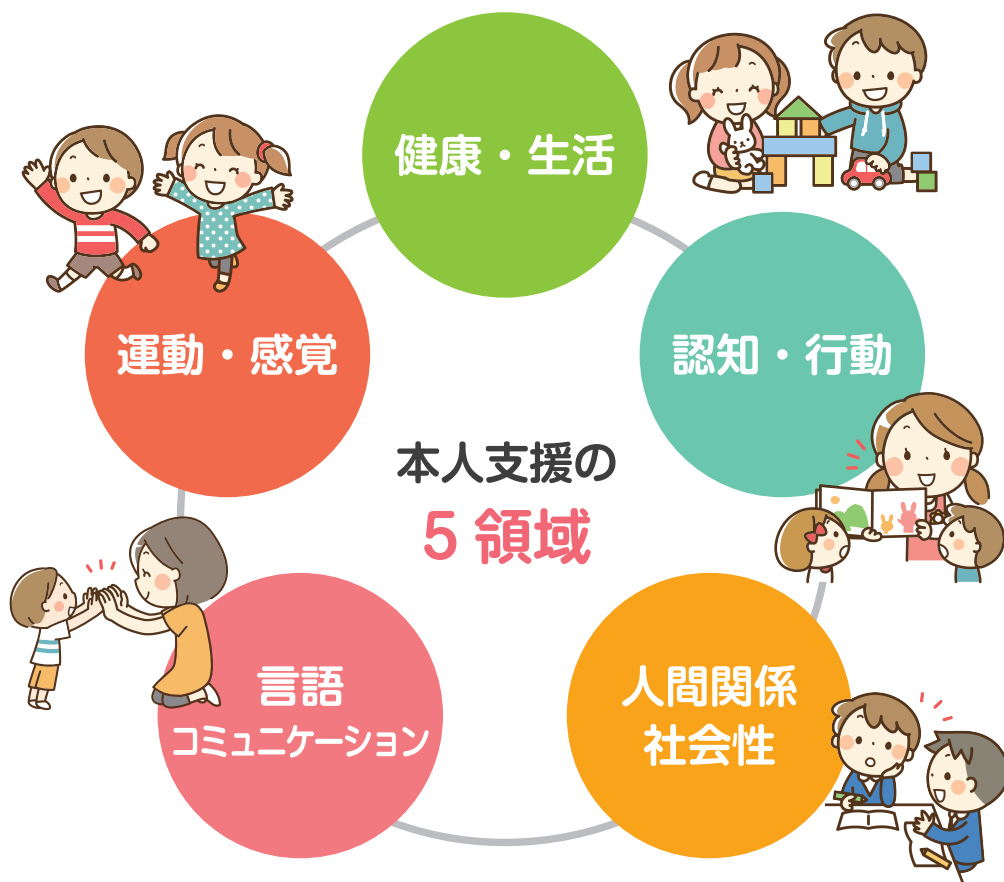 健康・生活
運動・感覚
認知・行動
本人支援の
5 領域
言語
コミュニケーション
人間関係
社会性